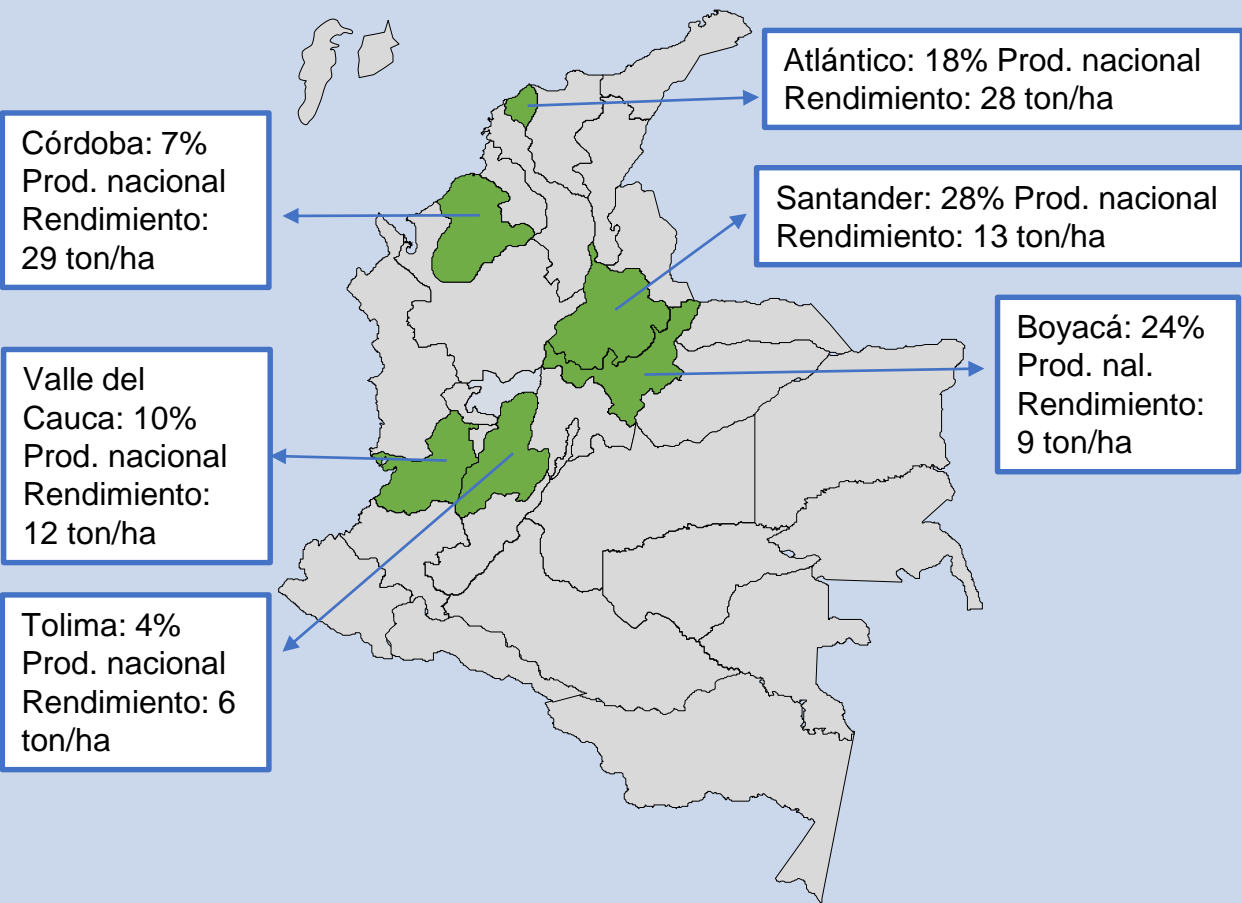 Atlántico: 18% Prod. nacional
Rendimiento: 28 ton/ha
Córdoba: 7%
Prod. nacional
Rendimiento:
29 ton/ha
Santander: 28% Prod. nacional
Rendimiento: 13 ton/ha
Boyacá: 24%
Prod. nal.
Rendimiento:
9 ton/ha
Valle del
Cauca: 10%
Prod. nacional
Rendimiento:
12 ton/ha
Tolima: 4%
Prod. nacional
Rendimiento: 6
ton/ha